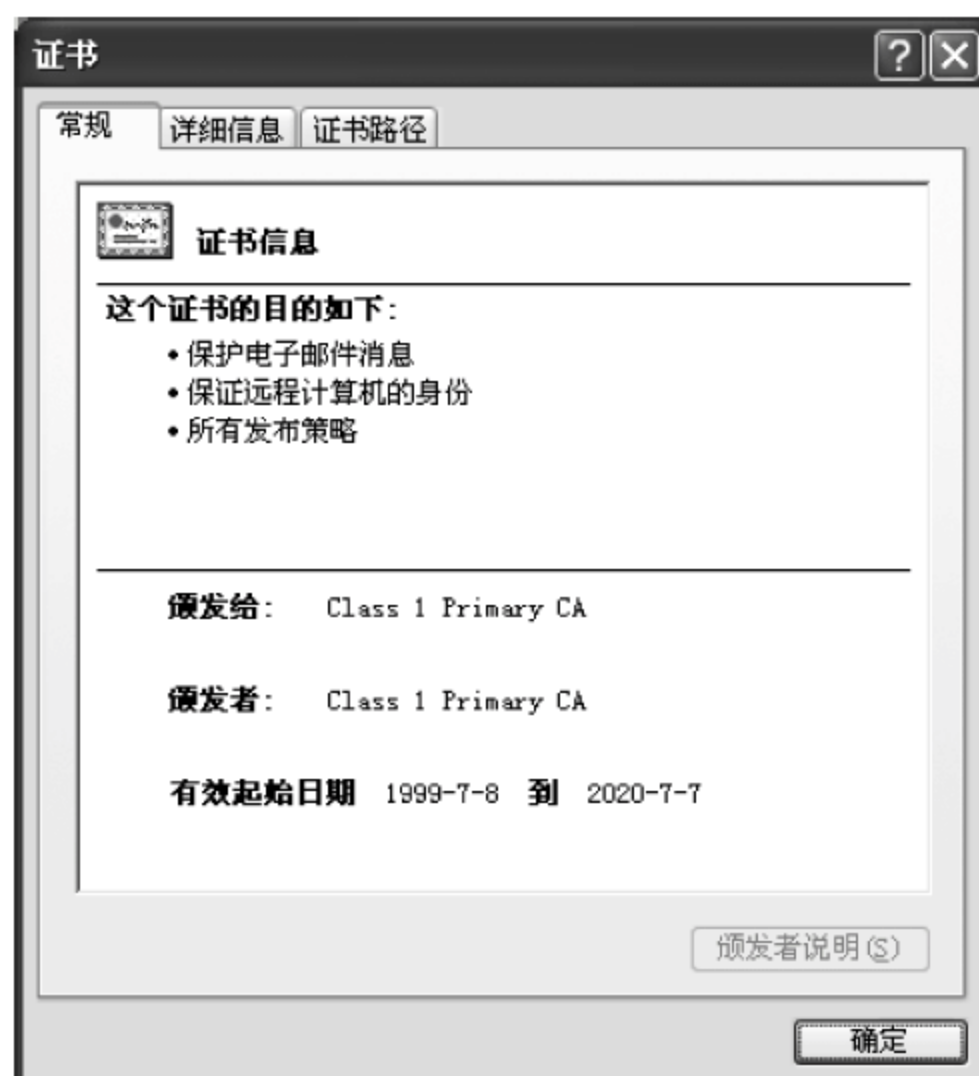 证书
常规 详细信息 证书路径
证书信息
这个证书的目的如下:
•保护电子邮件消息
•保证远程计算机的身份
•所有发布策略
颁发给: Class 1 Primary CA
颁发者: Class 1 Primary CA
有效起始日期 1999-7-8 到 2020-7-7
颁发者说明(S)
确定